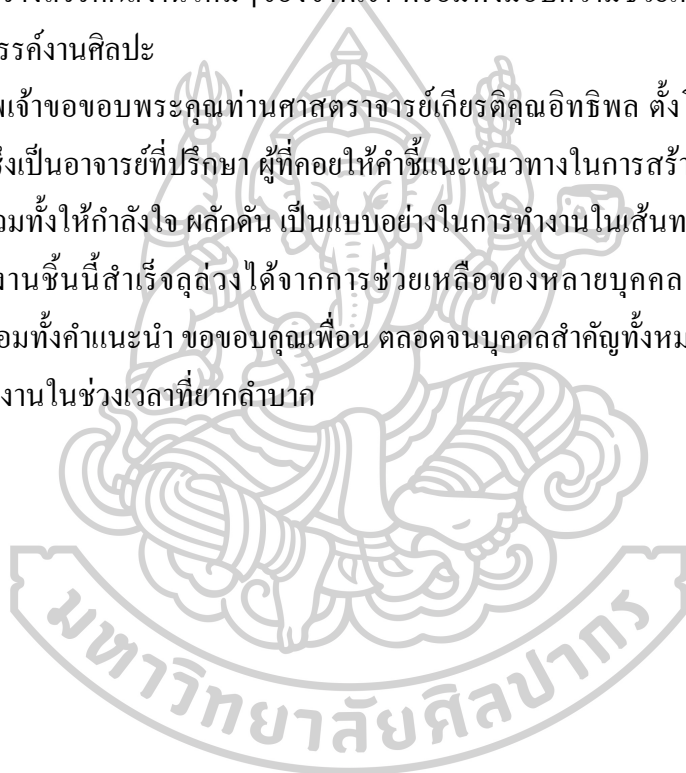 รรค์งานศิลปะ
พเจ้าขอขอบพระคุณท่านศาสตราจารย์เกียรติคุณอิทธิพล ตั้งโ
ซึ่งเป็นอาจารย์ที่ปรึกษา ผู้ที่คอยให้คำชี้แนะแนวทางในการสร้า
วมทั้งให้กำลังใจ ผลักดัน เป็นแบบอย่างในการทำงานในเส้นท
งานชิ้นนี้สำเร็จลุล่วงได้จากการช่วยเหลือของหลายบุคคล
อมทั้งคำแนะนำ ขอขอบคุณเพื่อน ตลอดจนบุคคลสำคัญทั้งหม
งานในช่วงเวลาที่ยากลำบาก
มหาวิทยาลัยศิลปากร